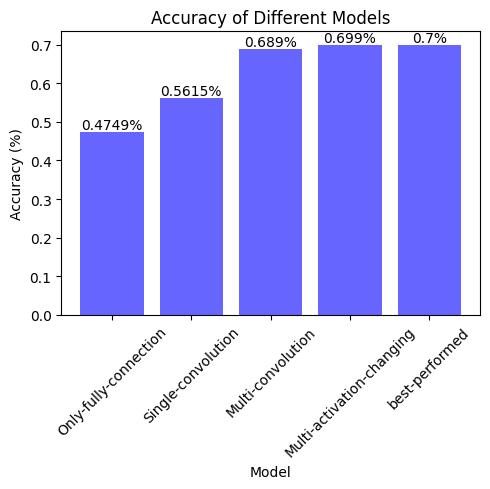 Accuracy of Different Models
0.7
0.6
0.5
0.4
0.3
0.2
0.1
0.0
Accuracy (%)
0.4749%
0.5615%
0.689%
0.699%
0.7%
Only-fully-connection
Single-convolution
Multi-convolution
Multi-activation-changing
best-performed
Model